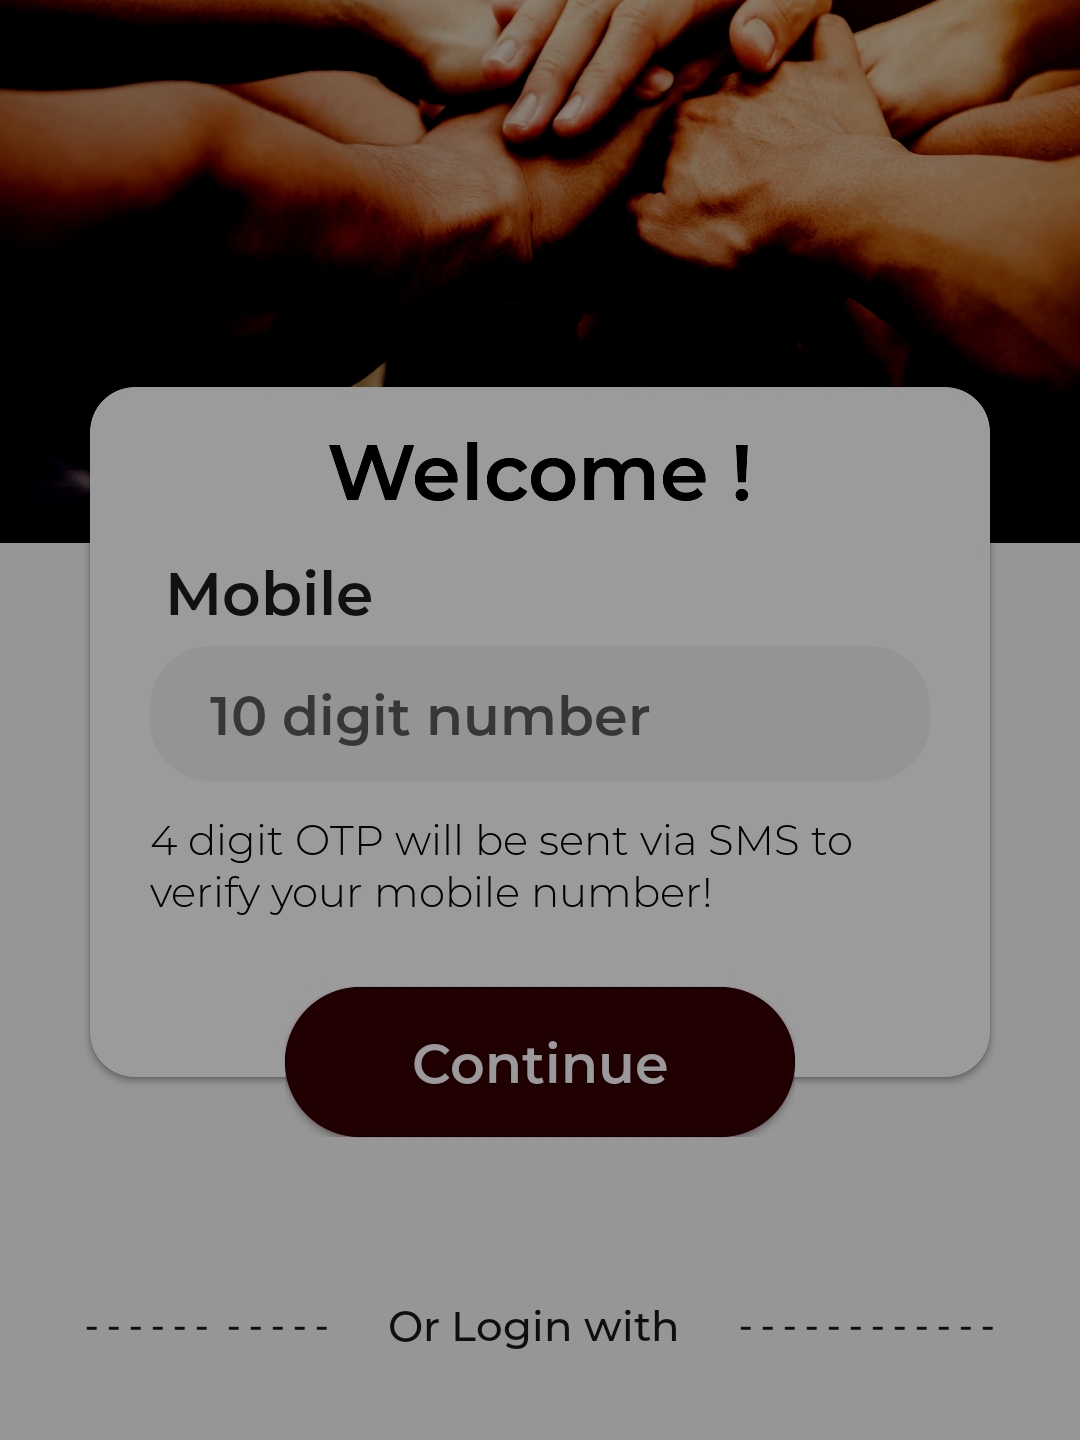 Welcome !
Mobile
10 digit number
4 digit OTP will be sent via SMS to
verify your mobile number!
Continue
------ ----- Or Login with ------------